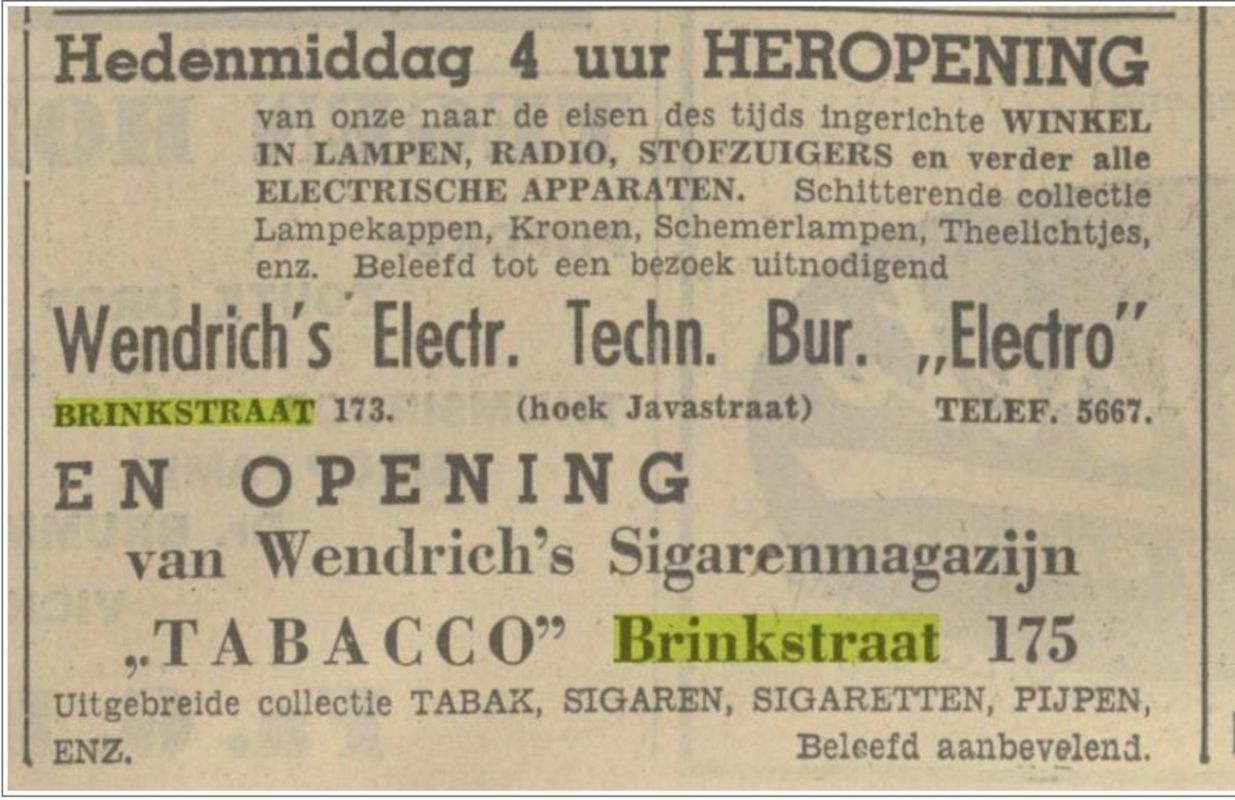 Hedenmiddag 4 uur HEROPENING
van onze naar de eisen des tijds ingerichte WINKEL
IN LAMPEN, RADIO, STOFZUIGERS en verder alle
ELECTRISCHE APPARATEN. Schitterende collectie
Lampekappen, Kronen, Schemerlampen, Theelichtjes,
enz. Beleefd tot een bezoek uitnodigend
Wendrich's Electr. Techn. Bur. „Electro”
BRINKSTRAAT 173. (hoek Javastraat) TELEF. 5667.
EN OPENING
van Wendrich's Sigarenmagazijn
„TABACCO” Brinkstraat 175
Uitgebreide collectie TABAK, SIGAREN, SIGARETTEN, PIJPEN,
ENZ. Beleefd aanbevelend.